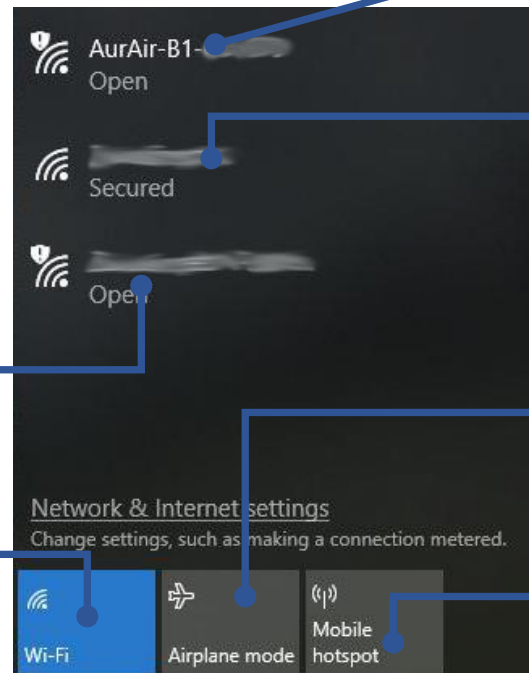 AurAir-B1-
Open
Secured
Open
Network & Internet settings
Change settings, such as making a connection metered.
Wi-Fi
Airplane mode
Mobile
hotspot